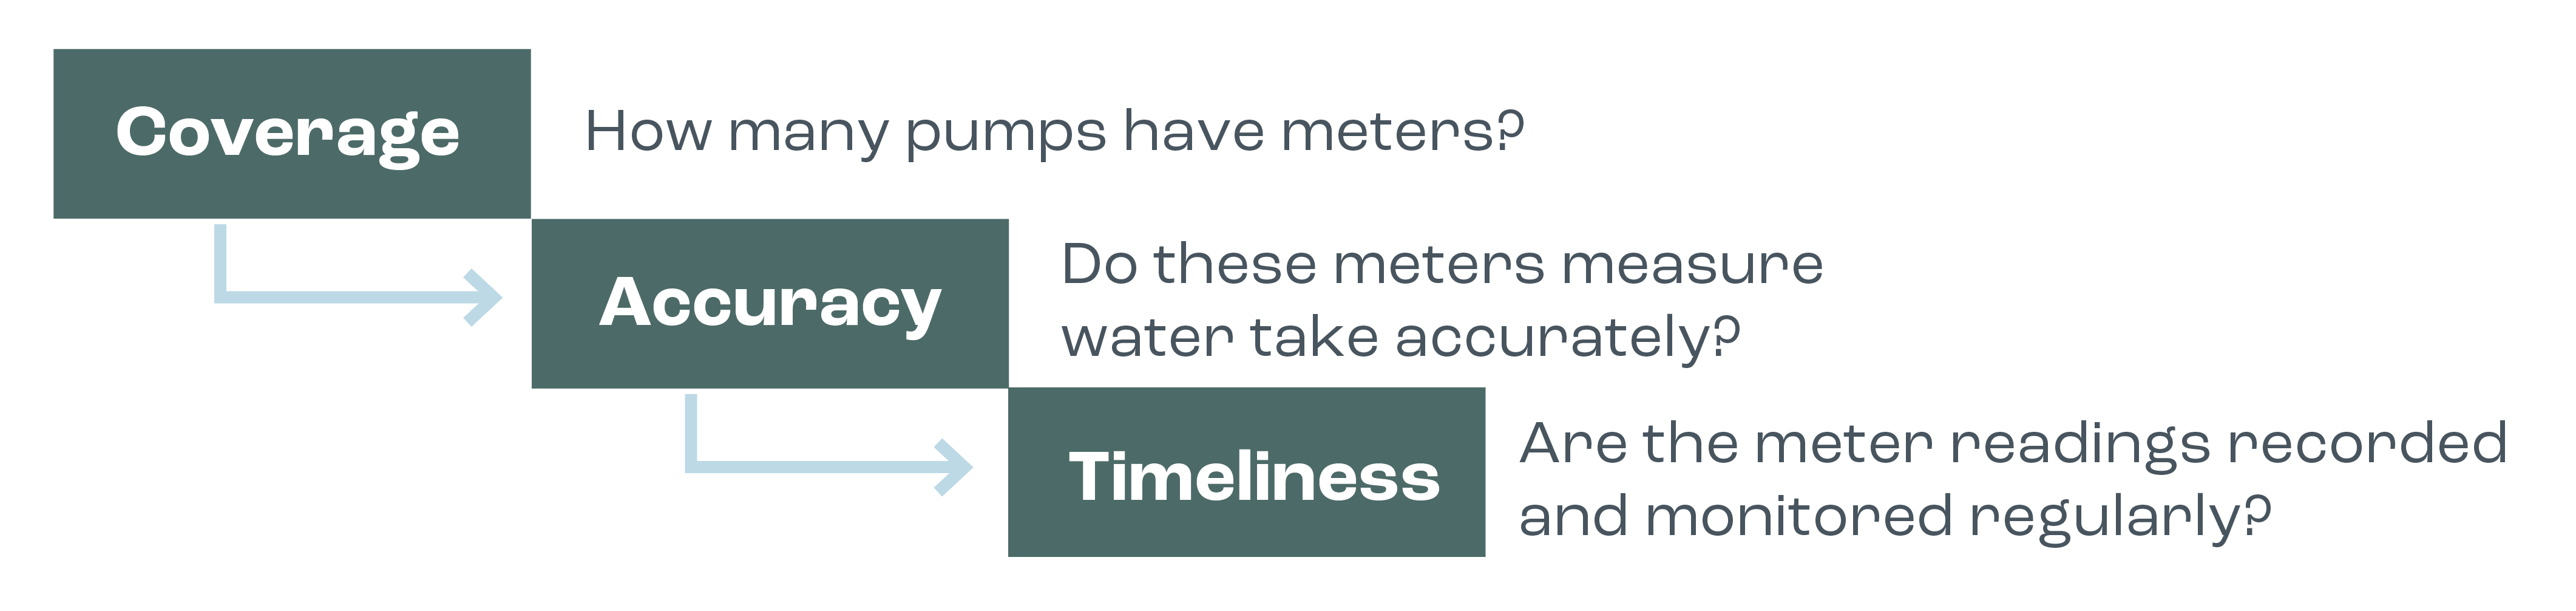 Coverage
How many pumps have meters?
Accuracy
Do these meters measure
water take accurately?
Timeliness
Are the meter readings recorded
and monitored regularly?